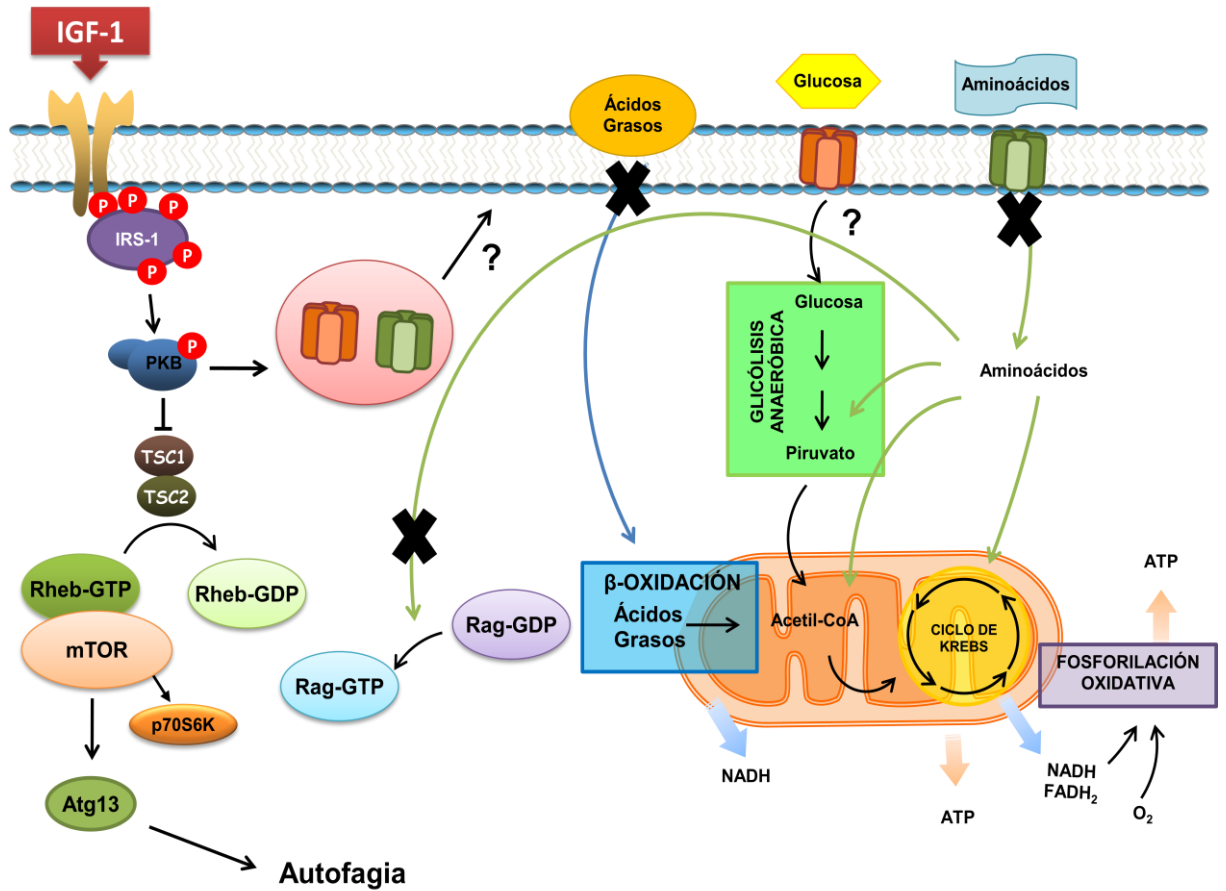 IGF-1
Ácidos
Grasos
Glucosa
Aminoácidos
P
P
P
P
P
IRS-1
?
?
P
PKB
TSC1
TSC2
Rheb-GTP
Rheb-GDP
mTOR
p70S6K
Atg13
Autofagia
Rag-GDP
Rag-GTP
GLICÓLISIS
ANAERÓBICA
Glucosa
Piruvato
Aminoácidos
β-OXIDACIÓN
Ácidos
Grasos
Acetil-CoA
CICLO DE
KREBS
FOSFORILACIÓN
OXIDATIVA
ATP
NADH
ATP
NADH
FADH₂
O₂